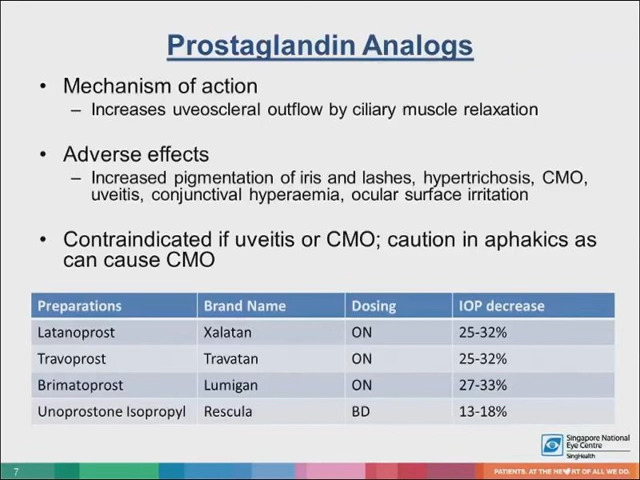 Prostaglandin Analogs
• Mechanism of action
– Increases uveoscleral outflow by ciliary muscle relaxation
• Adverse effects
– Increased pigmentation of iris and lashes, hypertrichosis, CMO,
uveitis, conjunctival hyperaemia, ocular surface irritation
• Contraindicated if uveitis or CMO; caution in aphakics as
can cause CMO
Preparations Brand Name Dosing IOP decrease
Latanoprost Xalatan ON 25-32%
Travoprost Travatan ON 25-32%
Brimatoprost Lumigan ON 27-33%
Unoprostone Isopropyl Rescula BD 13-18%
Singapore National
Eye Centre
SingHealth
7
PATIENTS. AT THE HE♥RT OF ALL WE DO.